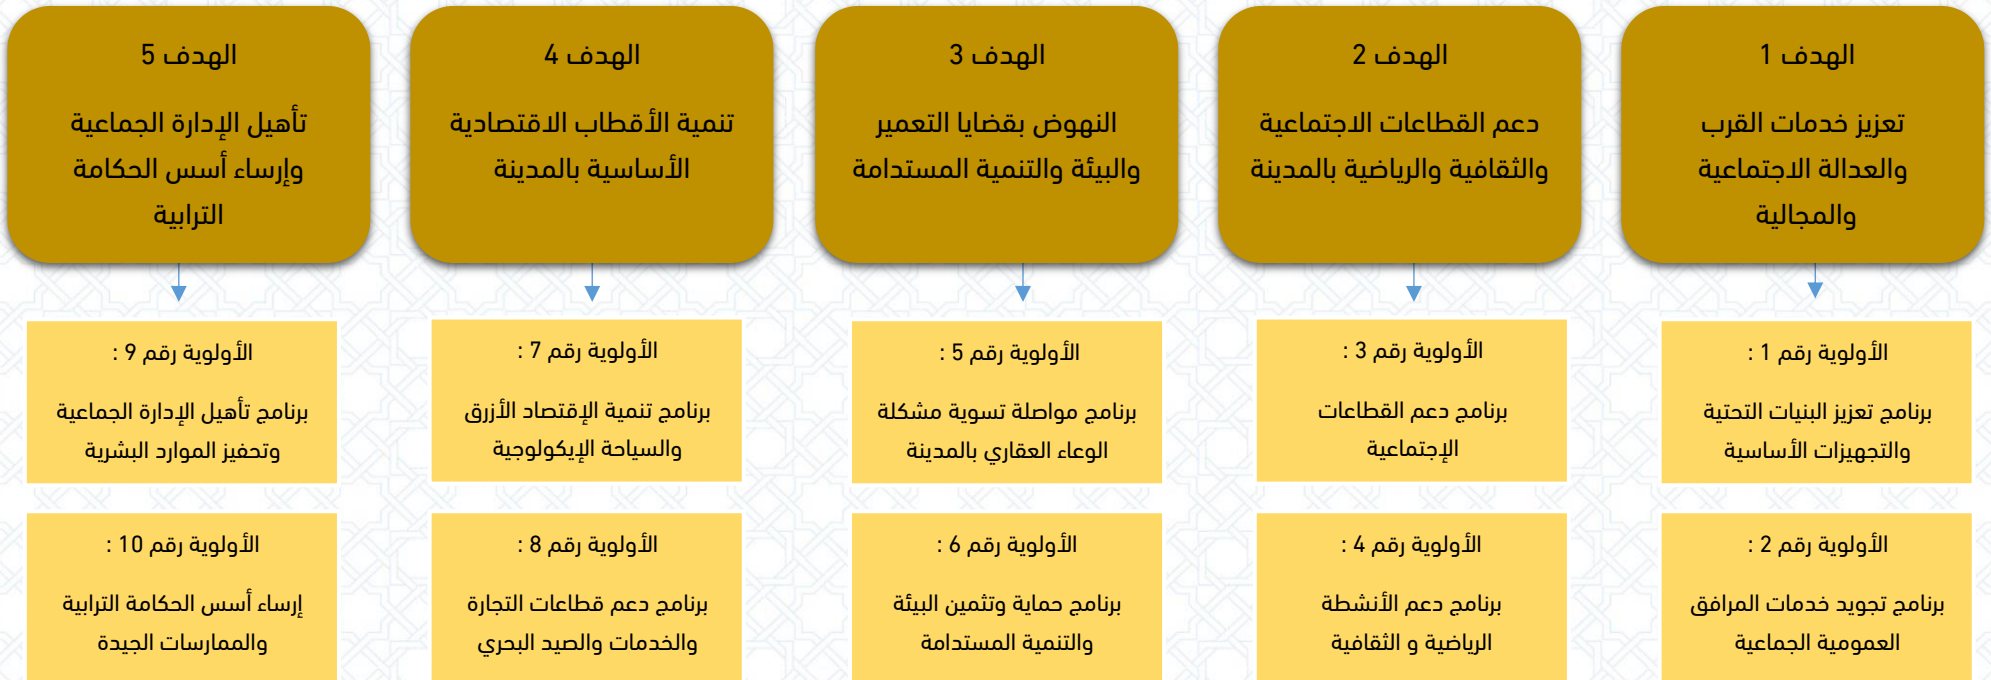 الهدف 1
تعزيز خدمات القرب
والعدالة الاجتماعية
والمجالية
الهدف 2
دعم القطاعات الاجتماعية
والثقافية والرياضية بالمدينة
الهدف 3
النهوض بقضايا التعمير
والبيئة والتنمية المستدامة
الهدف 4
تنمية الأقطاب الاقتصادية
الأساسية بالمدينة
الهدف 5
تأهيل الإدارة الجماعية
وإرساء أسس الحكامة
الترابية
الأولوية رقم 1 :
برنامج تعزيز البنيات التحتية
والتجهيزات الأساسية
الأولوية رقم 3 :
برنامج دعم القطاعات
الإجتماعية
الأولوية رقم 5 :
برنامج مواصلة تسوية مشكلة
الوعاء العقاري بالمدينة
الأولوية رقم 7 :
برنامج تنمية الإقتصاد الأزرق
والسياحة الإيكولوجية
الأولوية رقم 9 :
برنامج تأهيل الإدارة الجماعية
وتحفيز الموارد البشرية
الأولوية رقم 2 :
برنامج تجويد خدمات المرافق
العمومية الجماعية
الأولوية رقم 4 :
برنامج دعم الأنشطة
الرياضية و الثقافية
الأولوية رقم 6 :
برنامج حماية وتثمين البيئة
والتنمية المستدامة
الأولوية رقم 8 :
برنامج دعم قطاعات التجارة
والخدمات والصيد البحري
الأولوية رقم 10 :
إرساء أسس الحكامة الترابية
والممارسات الجيدة